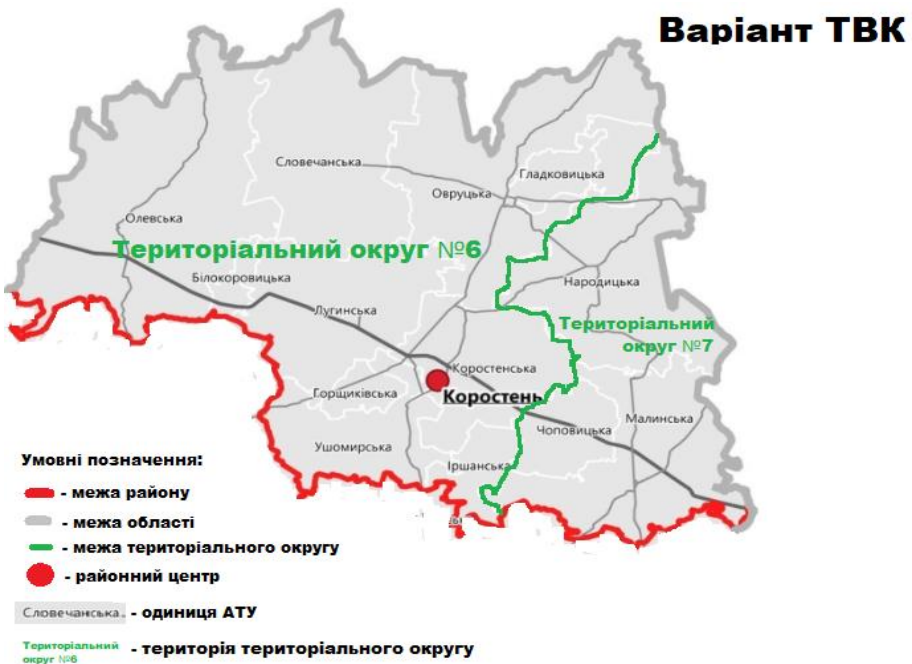 Варіант ТВК
Словечанська
Гладковицька
Овруцька
Олевська
Територіальний округ №6
Білокоровицька
Народицька
Лугинська
Територіальний
округ №7
Коростенська
Горщиківська
Коростень
Малинська
Чоповицька
Ушомирська
Іршанська
Умовні позначення:
- межа району
- межа області
- межа територіального округу
- районний центр
Словечанська - одиниця АТУ
Територіальний
округ №6
- територія територіального округу